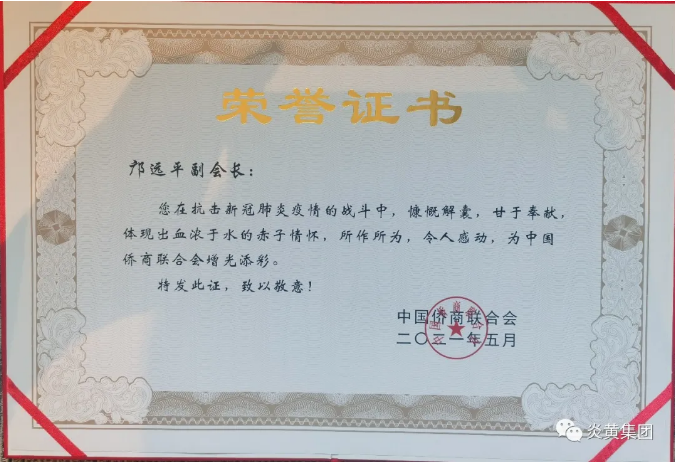 荣誉证书
邝远平副会长：
您在抗击新冠肺炎疫情的战斗中，慷慨解囊，甘于奉献，
体现出血浓于水的赤子情怀，所作所为，令人感动，为中国
侨商联合会增光添彩。
特发此证，致以敬意！
中国侨商联合会
二〇二一年五月
炎黄集团